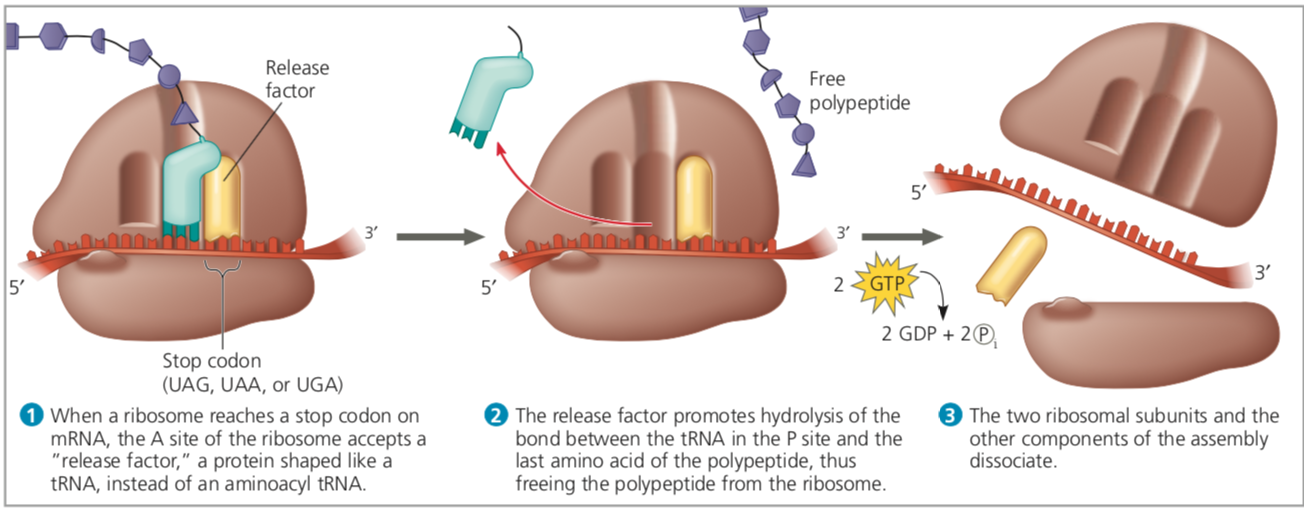 Release
factor
3′
5′
Stop codon
(UAG, UAA, or UGA)
1 When a ribosome reaches a stop codon on
mRNA, the A site of the ribosome accepts a
"release factor," a protein shaped like a
tRNA, instead of an aminoacyl tRNA.
Free
polypeptide
3′
5′
2 The release factor promotes hydrolysis of the
bond between the tRNA in the P site and the
last amino acid of the polypeptide, thus
freeing the polypeptide from the ribosome.
2 GTP
2 GDP + 2 Pi
5′
3′
3 The two ribosomal subunits and the
other components of the assembly
dissociate.